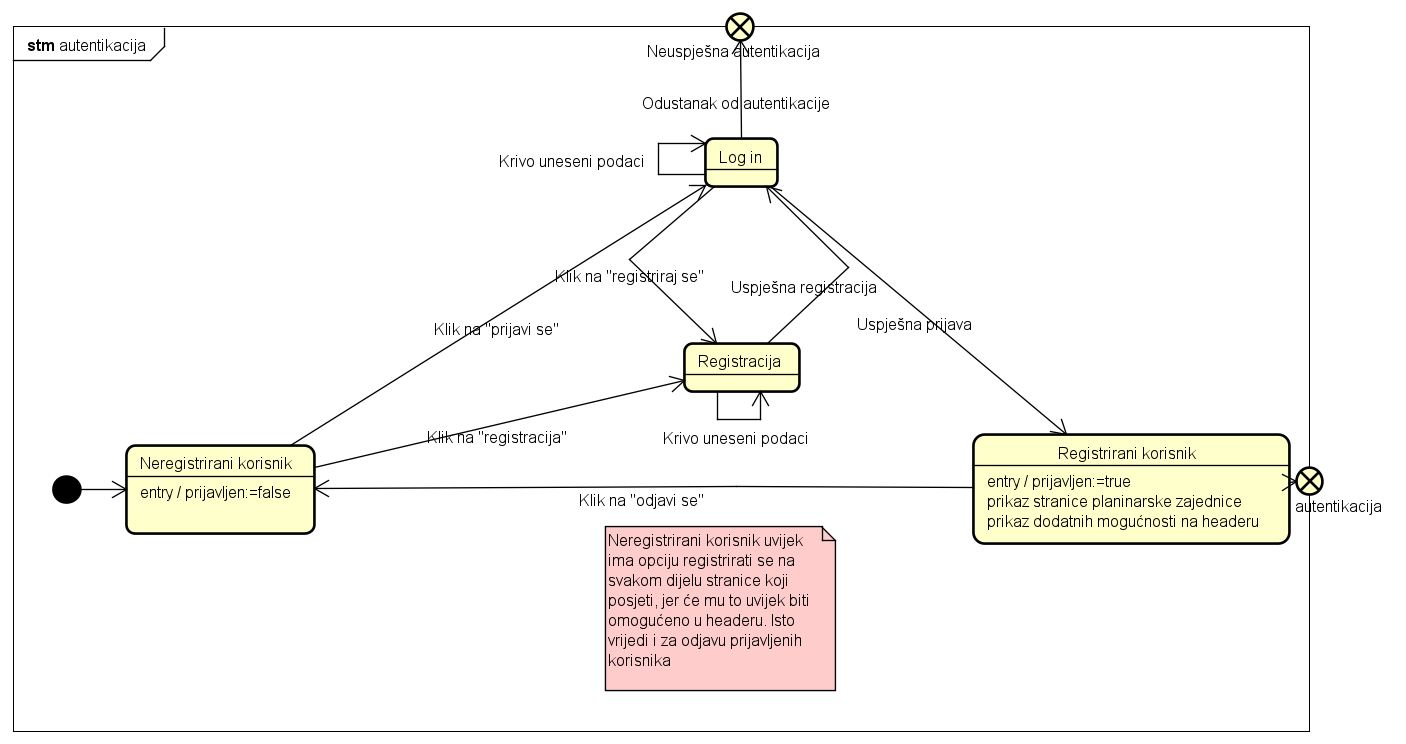 stm autentikacija
Neuspješna autentikacija
Odustanak od autentikacije
Log in
Krivo uneseni podaci
Klik na "registriraj se"
Uspješna registracija
Uspješna prijava
Klik na "prijavi se"
Registracija
Klik na "registracija"
Krivo uneseni podaci
Neregistrirani korisnik
entry / prijavljen:=false
Registrirani korisnik
entry / prijavljen:=true
prikaz stranice planinarske zajednice
prikaz dodatnih mogućnosti na headeru
autentikacija
Klik na "odjavi se"
Neregistrirani korisnik uvijek
ima opciju registrirati se na
svakom dijelu stranice koji
posjeti, jer će mu to uvijek biti
omogućeno u headeru. Isto
vrijedi i za odjavu prijavljenih
korisnika